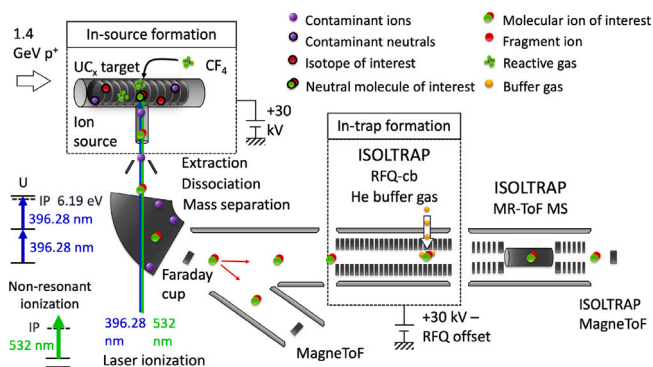 In-source formation
1.4
GeV p+
UCx target
CF4
Ion
source
+30
kV
Contaminant ions
Contaminant neutrals
Isotope of interest
Neutral molecule of interest
Molecular ion of interest
Fragment ion
Reactive gas
Buffer gas
In-trap formation
ISOLTRAP
RFQ-cb
He buffer gas
ISOLTRAP
MR-ToF MS
Extraction
Dissociation
Mass separation
U
IP 6.19 eV
396.28 nm
396.28 nm
Non-resonant
ionization
IP
532 nm
Faraday
cup
396.28
nm
532
nm
Laser ionization
MagneToF
+30 kV –
RFQ offset
ISOLTRAP
MagneToF